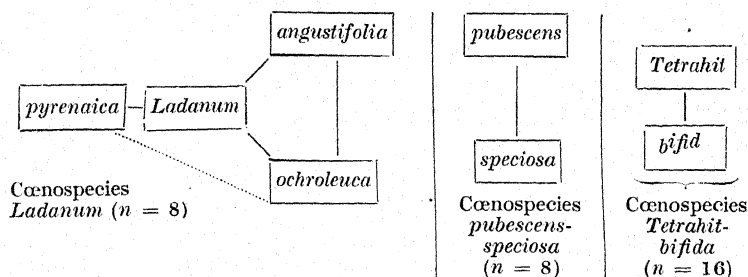 angustifolia
pyrenaica
Ladanum
ochroleuca
Cœnospecies
Ladanum (n = 8)
pubescens
speciosa
Cœnospecies
pubescens-
speciosa
(n = 8)
Tetrahit
bifid
Cœnospecies
Tetrahit-
bifida
(n = 16)